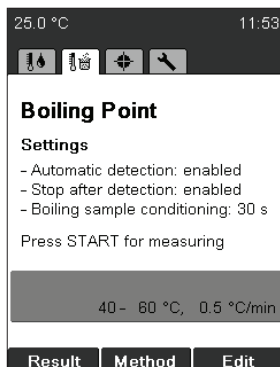 25.0 °C 11:53
Boiling Point
Settings
- Automatic detection: enabled
- Stop after detection: enabled
- Boiling sample conditioning: 30 s
Press START for measuring
40 - 60 °C, 0.5 °C/min
Result Method Edit